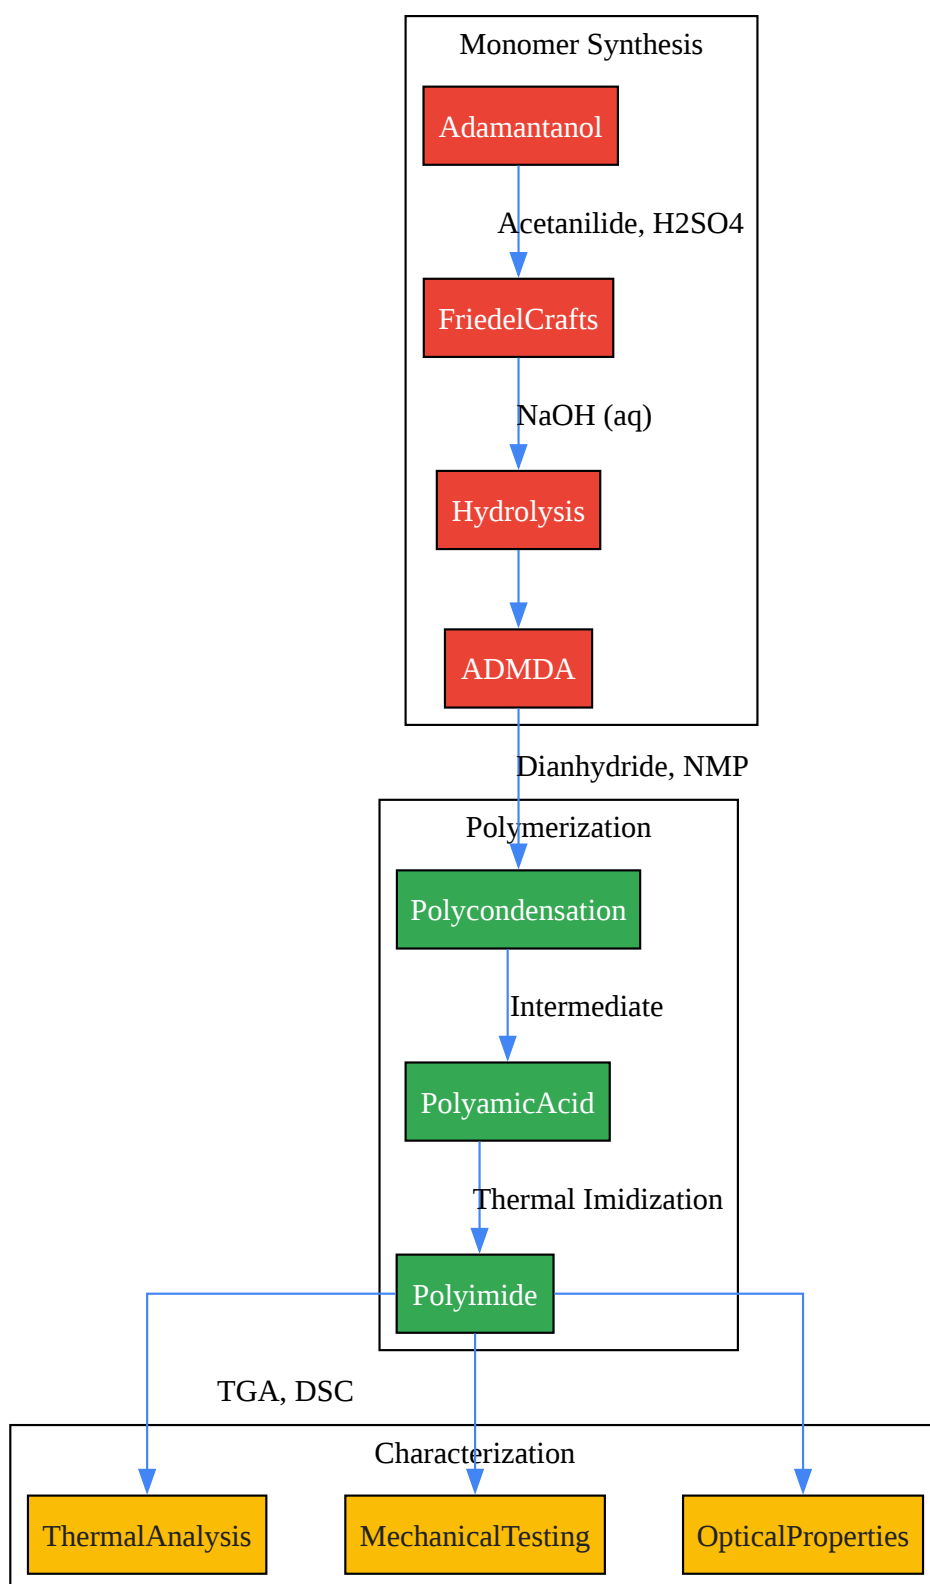 Monomer Synthesis
Adamantanol
Acetanilide, H2SO4
FriedelCrafts
NaOH (aq)
Hydrolysis
ADMDA
Dianhydride, NMP
Polymerization
Polycondensation
Intermediate
PolyamicAcid
Thermal Imidization
Polyimide
TGA, DSC
Characterization
ThermalAnalysis
MechanicalTesting
OpticalProperties